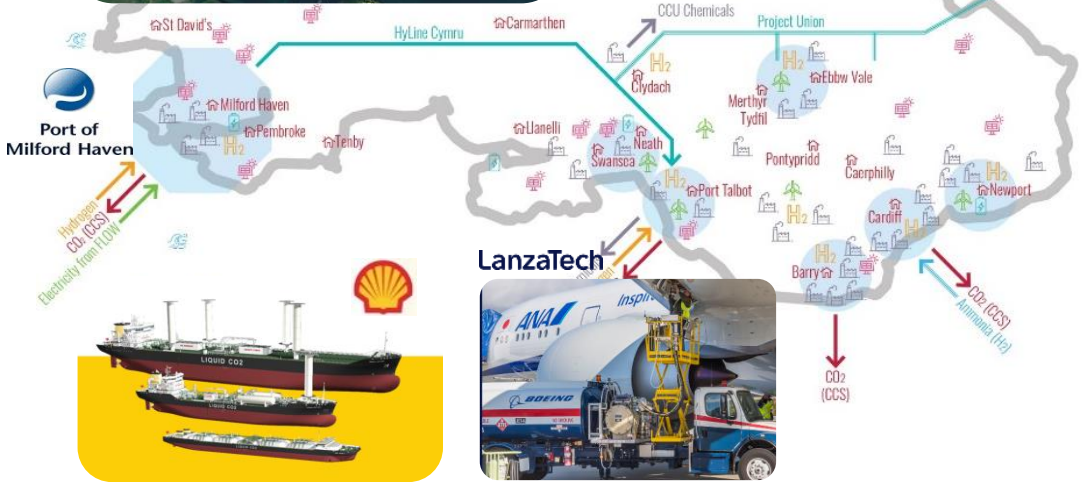 CCU Chemicals
St David's
Carmarthen
HyLine Cymru
Project Union
H2
Clydach
H2
Ebbw Vale
Merthyr
Tydfil
Port of
Milford Haven
Milford Haven
Pembroke
H2
Tenby
Llanelli
Neath
Swansea
Pontypridd
Caerphilly
H2
Port Talbot
H2
H2
Newport
Cardiff
H2
H2
Barry
Hydrogen
CO₂ (CCS)
Electricity from FLOW
CO₂ (CCS)
Ammonia (H₂)
CO₂
(CCS)
LanzaTech
ANA
Inspir
BOEING
LIQUID CO2
LIQUID CO2